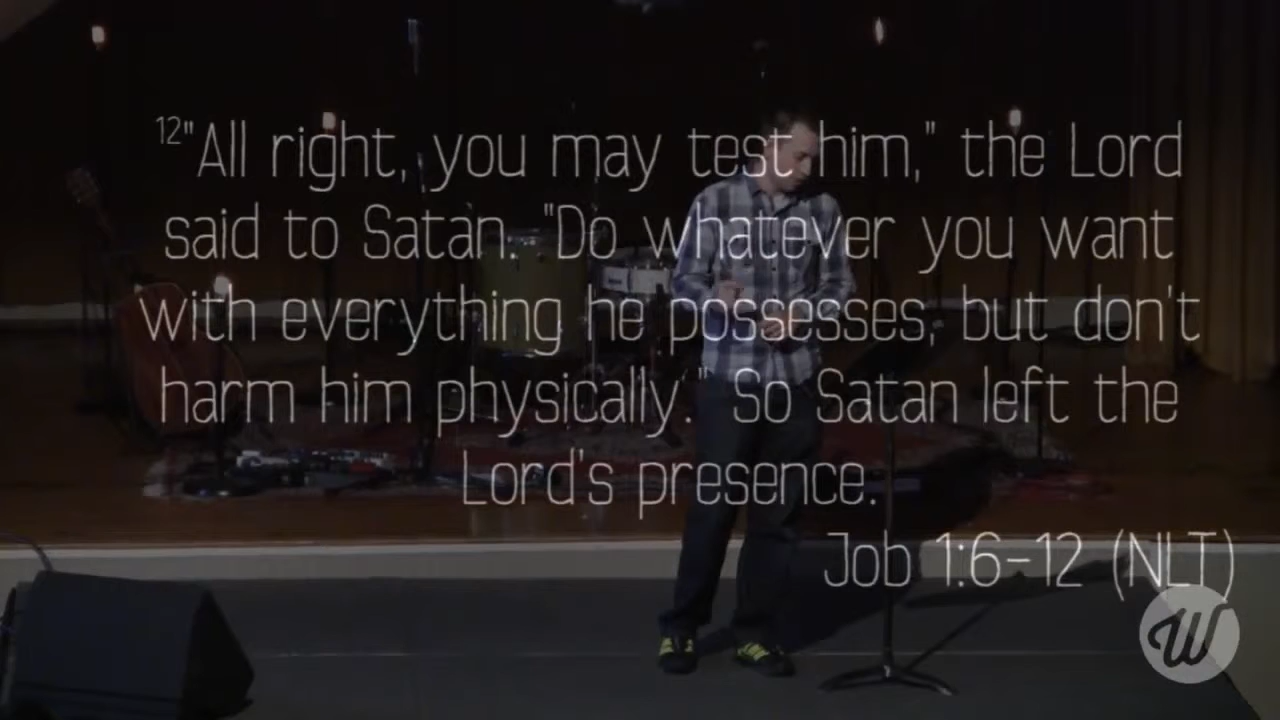 12"All right, you may test him," the Lord
said to Satan. "Do whatever you want
with everything he possesses, but don't
harm him physically." So Satan left the
Lord's presence.
Job 1:6-12 (NLT)
W